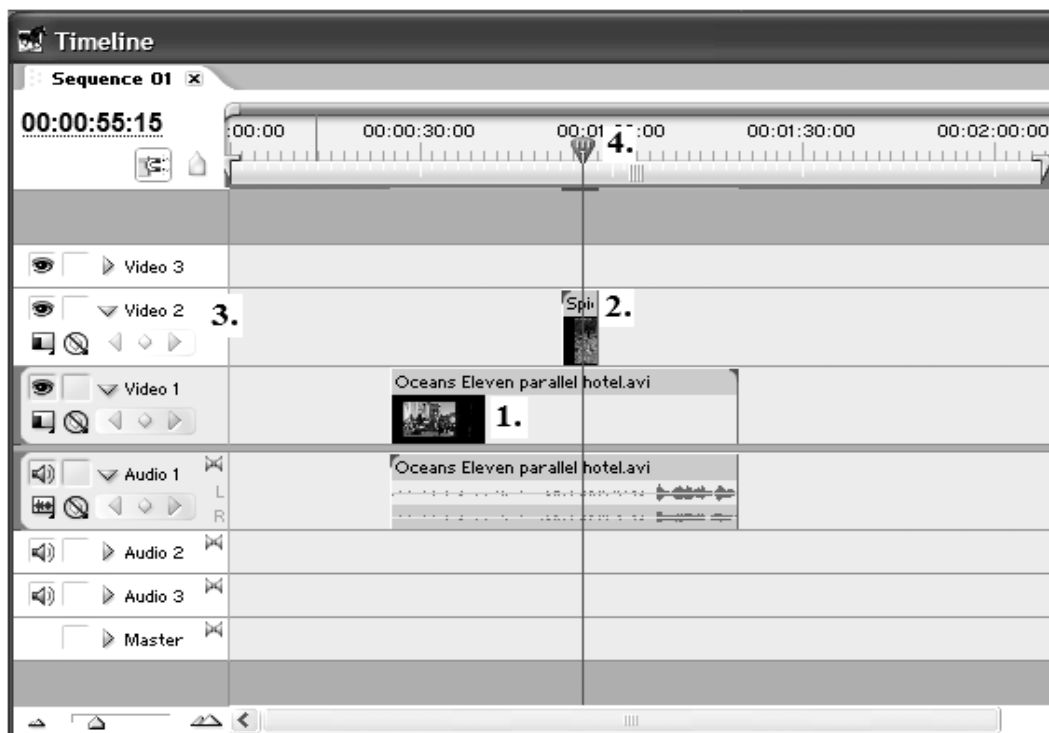 Timeline
Sequence 01
00:00:55:15
:00:00 00:00:30:00 00:01 :00 00:01:30:00 00:02:00:00
4.
Video 3
Video 2
3.
Spi
2.
Video 1
Oceans Eleven parallel hotel.avi
1.
Audio 1
L
R
Oceans Eleven parallel hotel.avi
Audio 2
Audio 3
Master